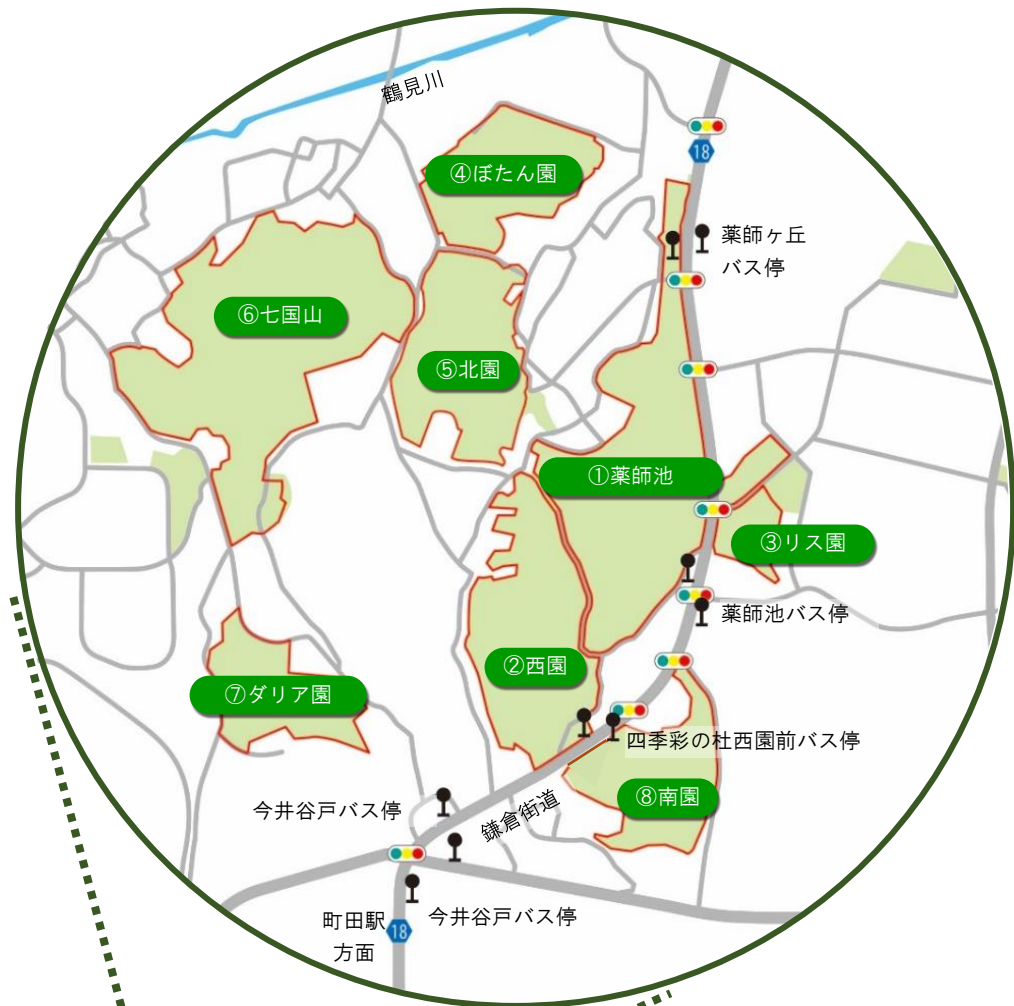 鶴見川
18
④ぼたん園
薬師ヶ丘
バス停
⑥七国山
⑤北園
①薬師池
③リス園
薬師池バス停
②西園
⑦ダリア園
四季彩の杜西園前バス停
⑧南園
今井谷戸バス停
鎌倉街道
今井谷戸バス停
町田駅
方面
18